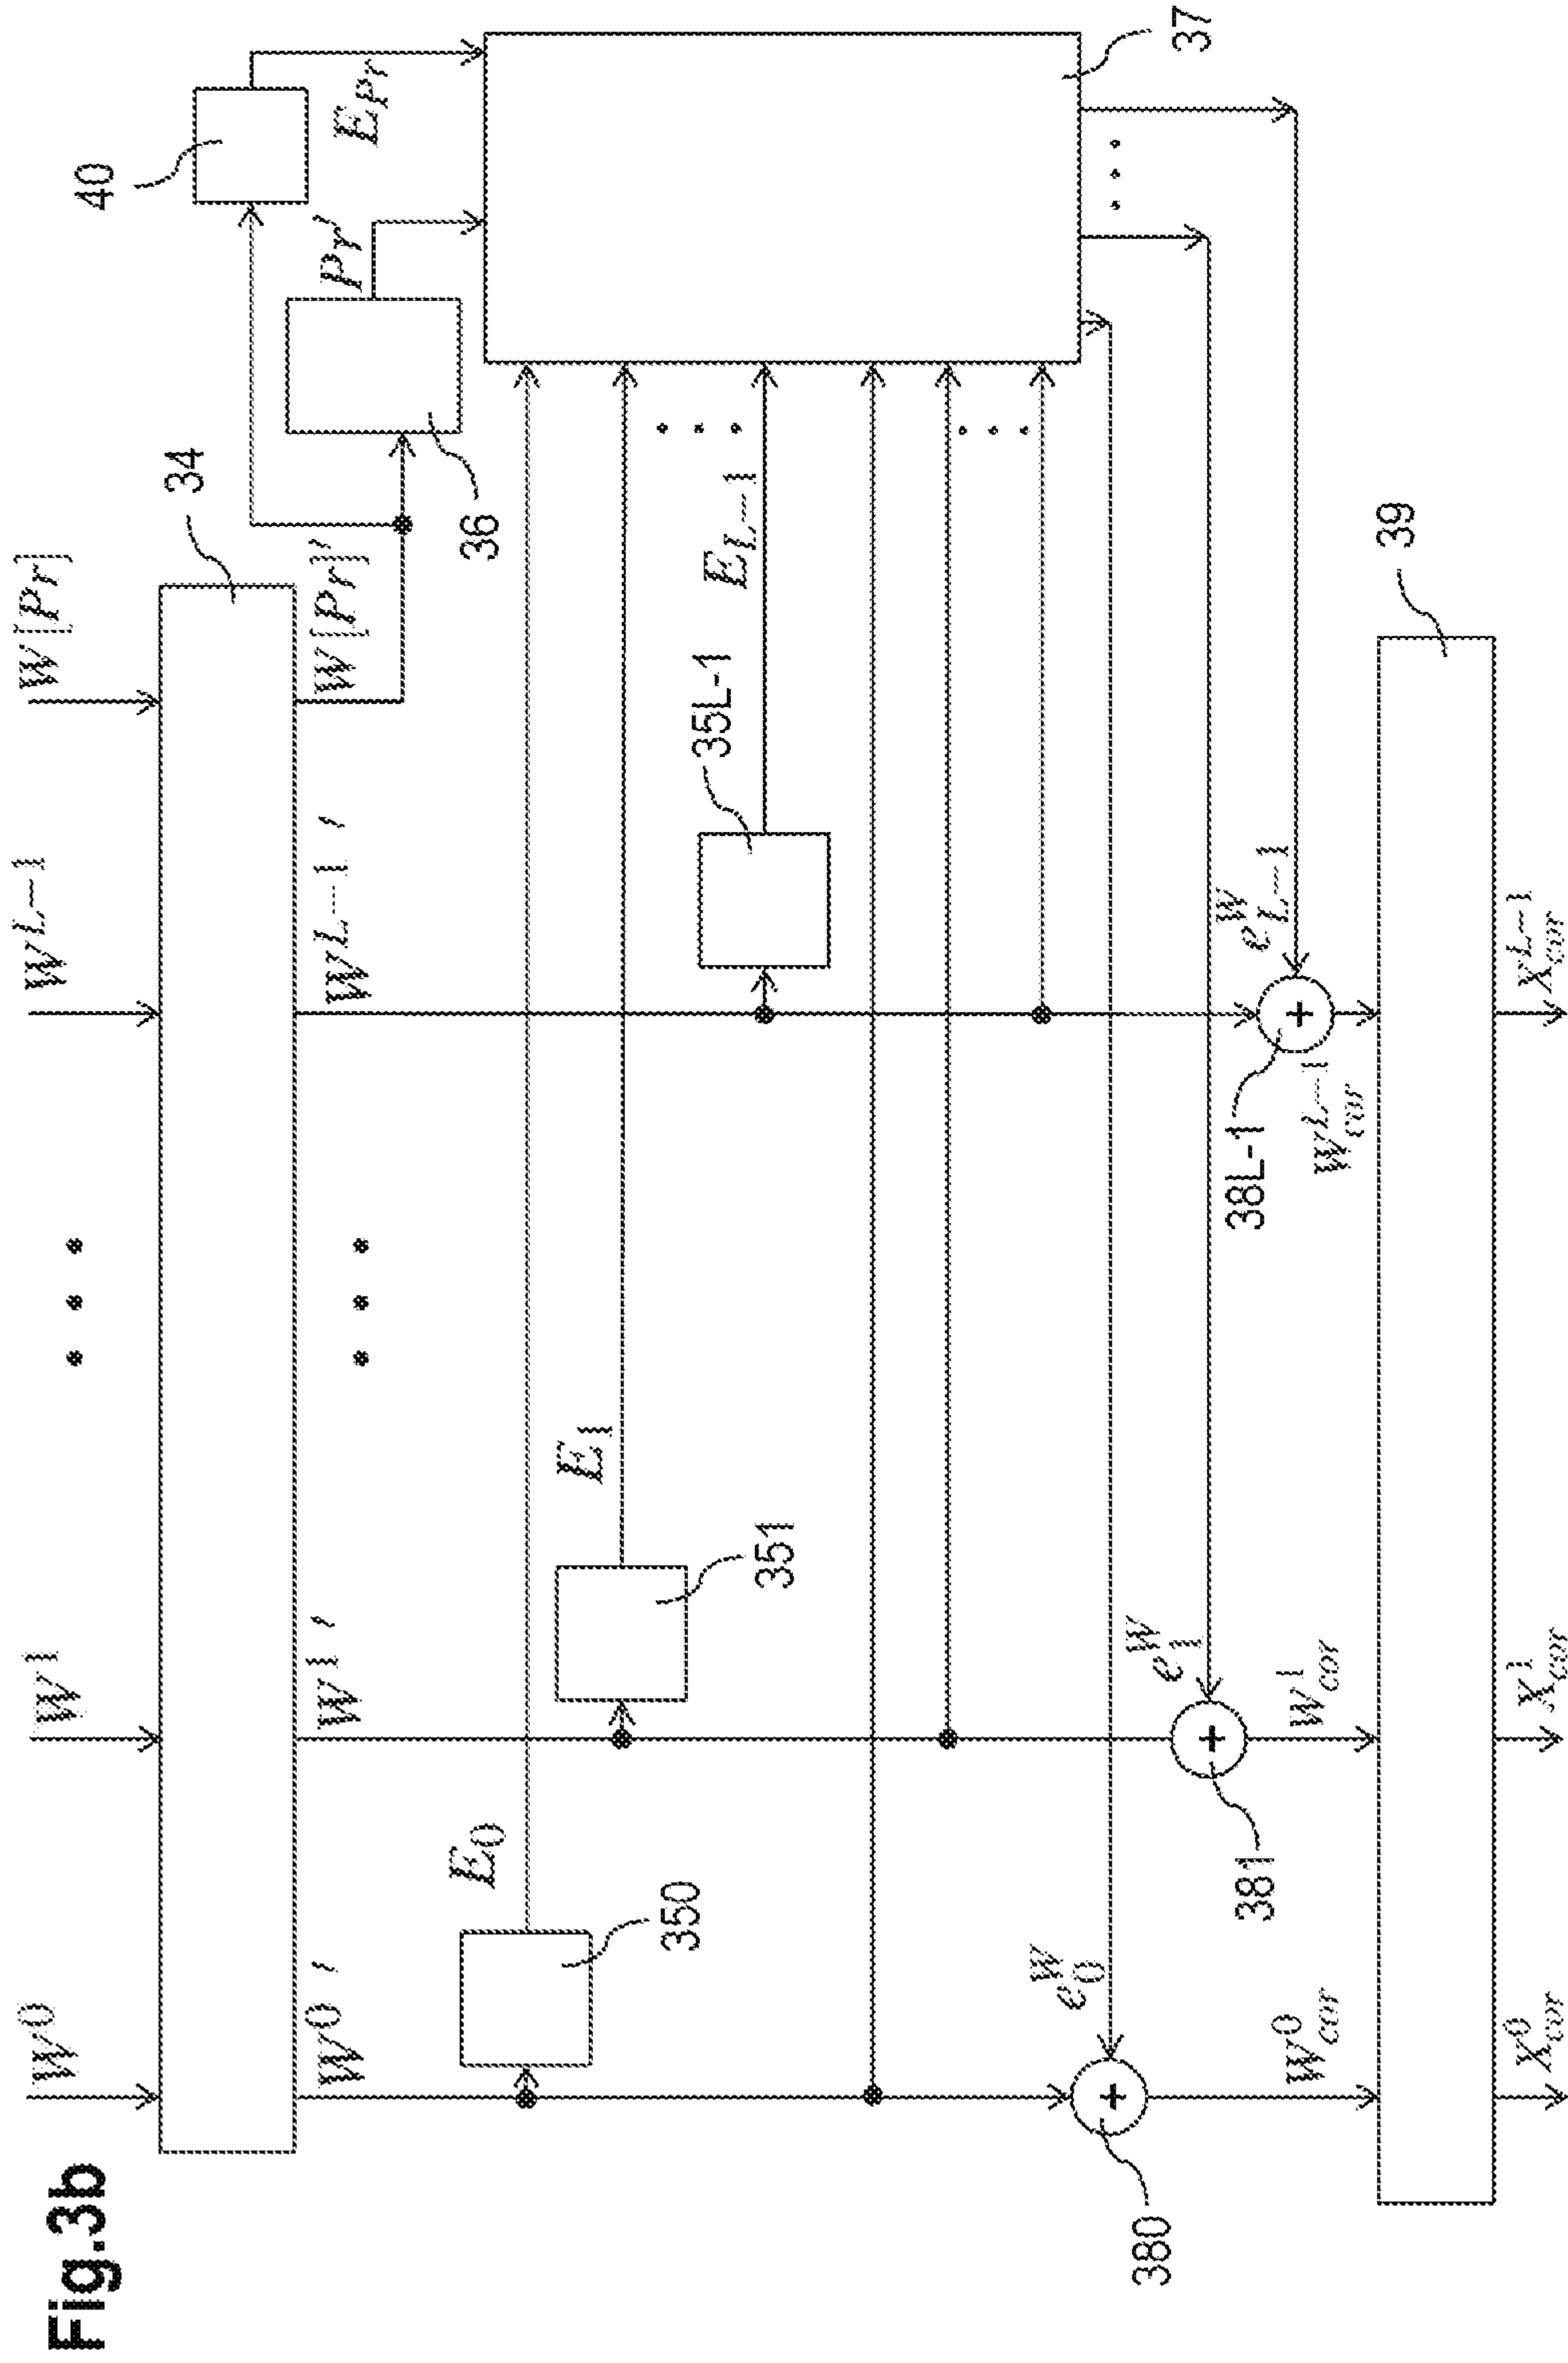 Fig.3b
W^0
W^1
• • •
W^{L-1}
W[Pr]
34
W^0 ′
W^1 ′
• • •
W^{L-1} ′
W[Pr]′
40
E_{Pr}
Pr′
36
E_0
350
E_1
351
35L-1
E_{L-1}
• • •
• • •
37
• • •
e_0^W
380
e_1^W
381
e_{L-1}^W
38L-1
W_{cor}^0
W_{cor}^1
W_{cor}^{L-1}
39
X_{cor}^0
X_{cor}^1
X_{cor}^{L-1}
+
+
+